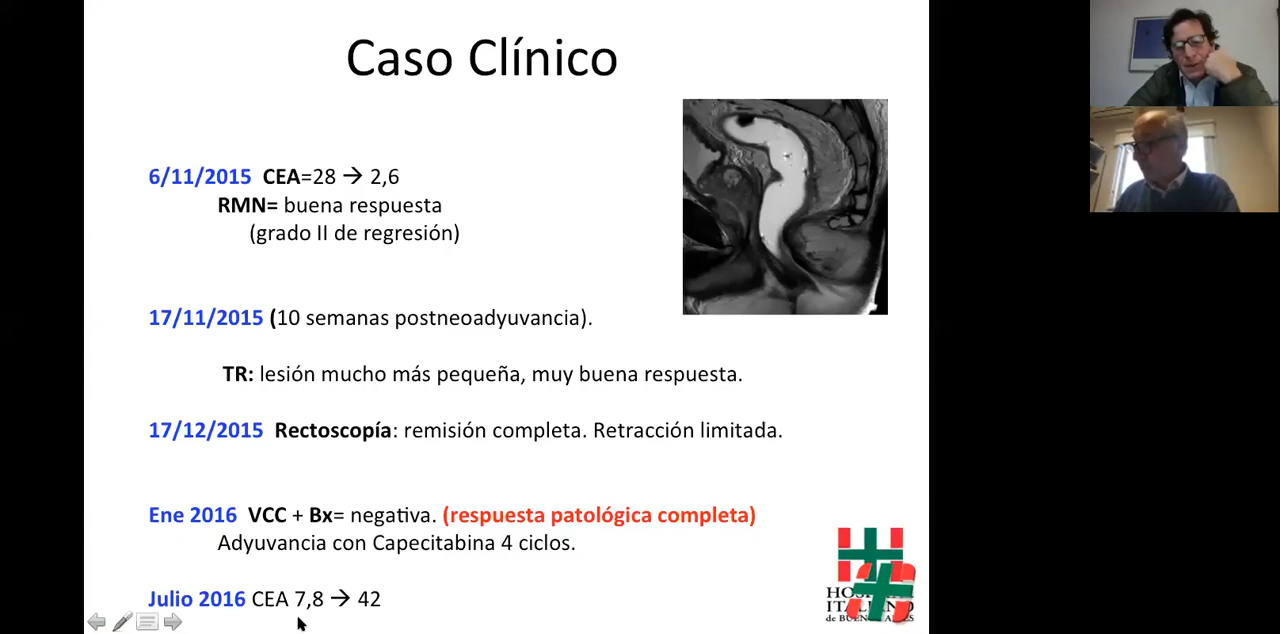 Caso Clínico
6/11/2015 CEA=28 → 2,6
RMN= buena respuesta
(grado II de regresión)
17/11/2015 (10 semanas postneoadyuvancia).
TR: lesión mucho más pequeña, muy buena respuesta.
17/12/2015 Rectoscopía: remisión completa. Retracción limitada.
Ene 2016 VCC + Bx= negativa. (respuesta patológica completa)
Adyuvancia con Capecitabina 4 ciclos.
Julio 2016 CEA 7,8 → 42
de BUENOS AIRES